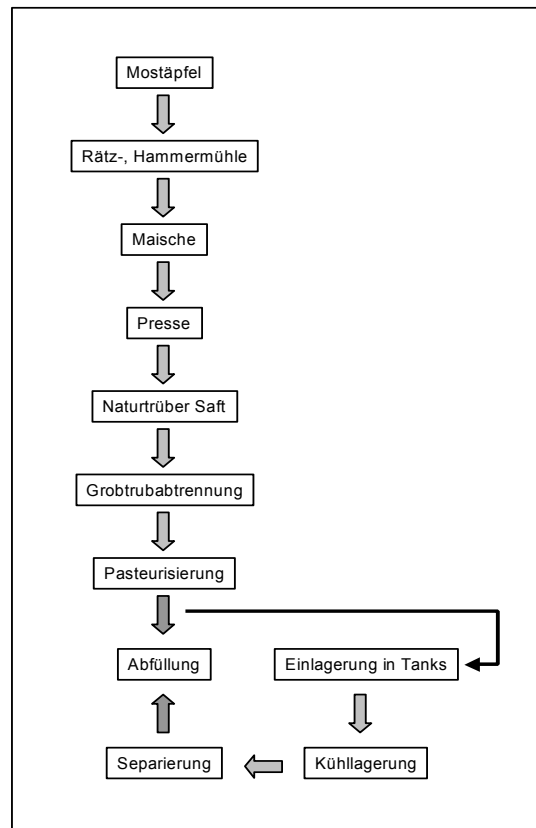 Mostäpfel
Rätz-, Hammermühle
Maische
Presse
Naturtrüber Saft
Grobtrubabtrennung
Pasteurisierung
Abfüllung
Einlagerung in Tanks
Separierung
Kühllagerung